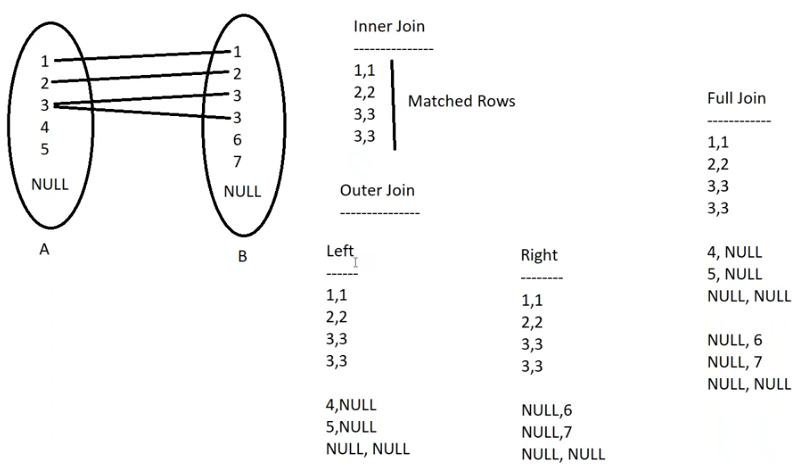 1
2
3
4
5
NULL
A
1
2
3
3
6
7
NULL
B
Inner Join
---------------
1,1
2,2
3,3
3,3
Matched Rows
Outer Join
---------------
Left
------
1,1
2,2
3,3
3,3
4,NULL
5,NULL
NULL, NULL
Right
--------
1,1
2,2
3,3
3,3
NULL,6
NULL,7
NULL, NULL
Full Join
------------
1,1
2,2
3,3
3,3
4, NULL
5, NULL
NULL, NULL
NULL, 6
NULL, 7
NULL, NULL